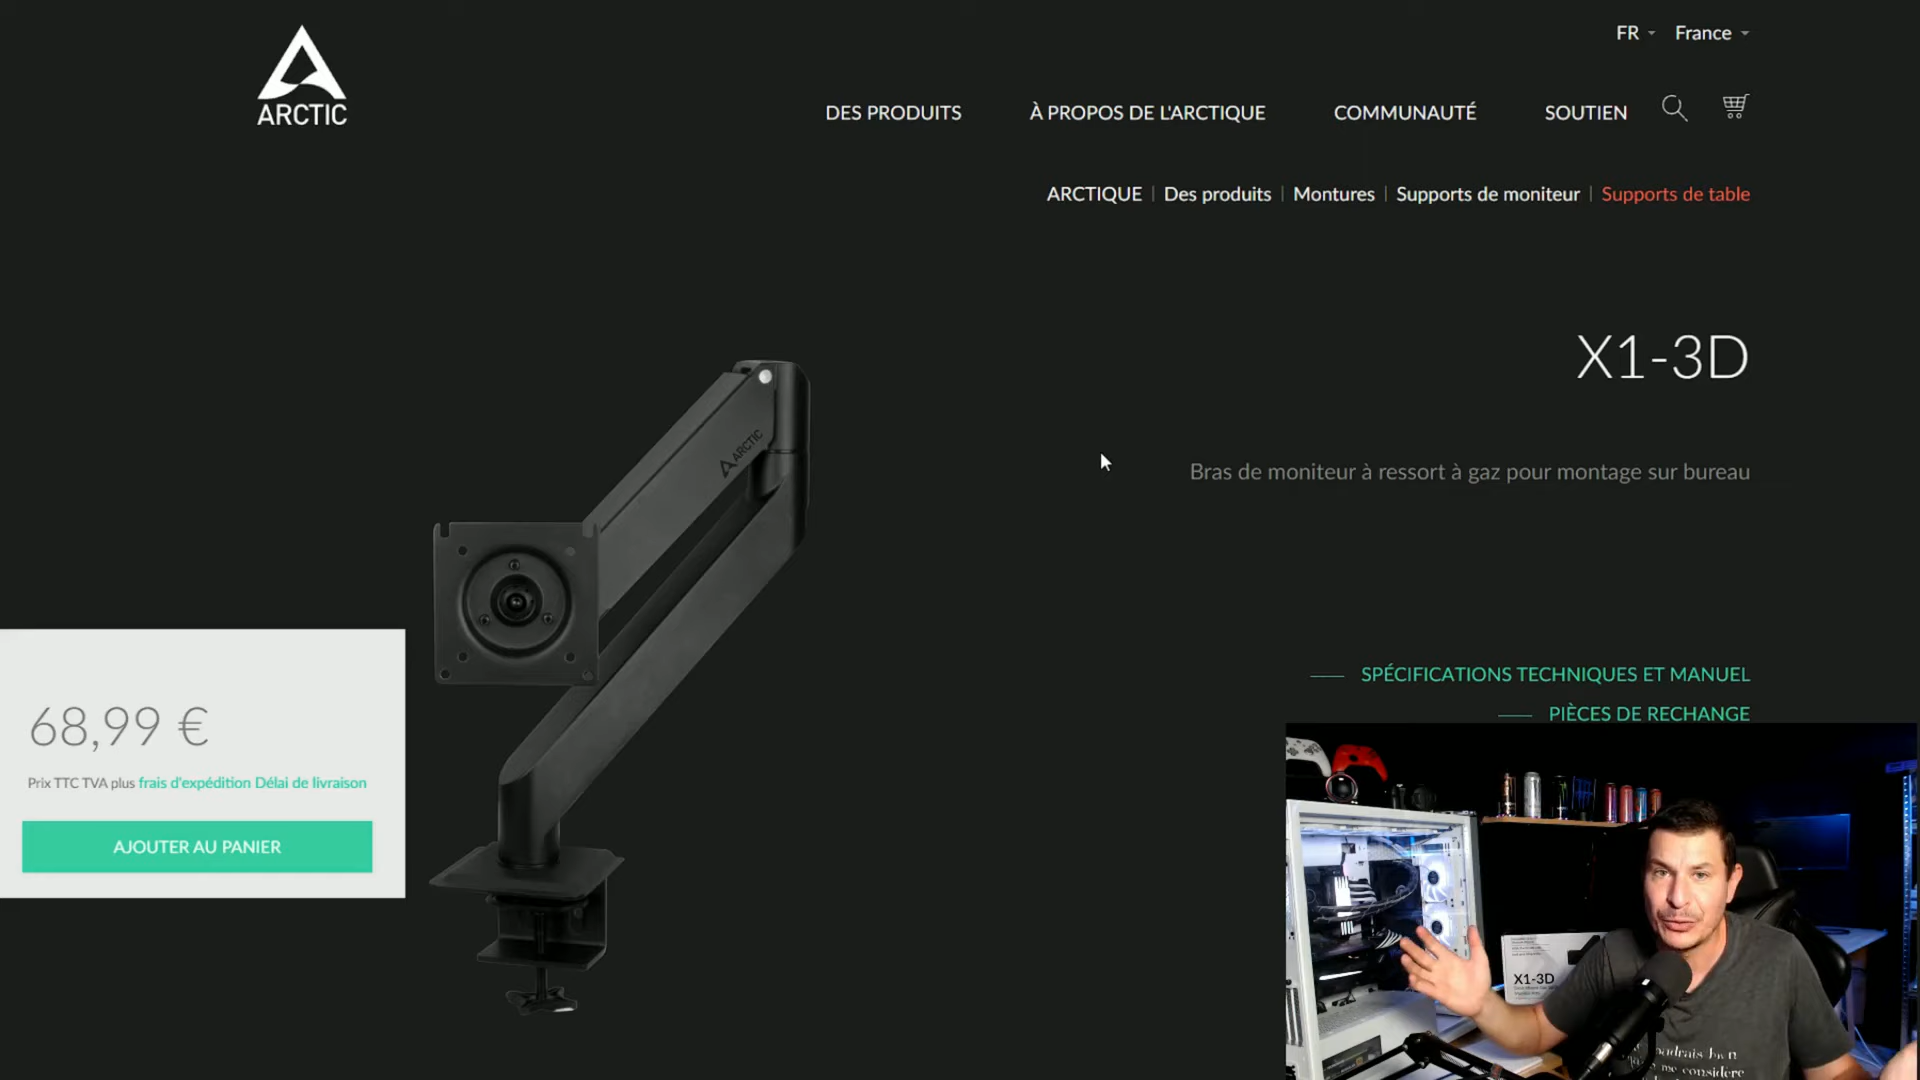 FR
France
ARCTIC
DES PRODUITS
À PROPOS DE L'ARCTIQUE
COMMUNAUTÉ
SOUTIEN
ARCTIQUE | Des produits | Montures | Supports de moniteur | Supports de table
X1-3D
ARCTIC
Bras de moniteur à ressort à gaz pour montage sur bureau
SPÉCIFICATIONS TECHNIQUES ET MANUEL
PIÈCES DE RECHANGE
68,99 €
Prix TTC TVA plus frais d'expédition Délai de livraison
AJOUTER AU PANIER
X1-3D
me considère